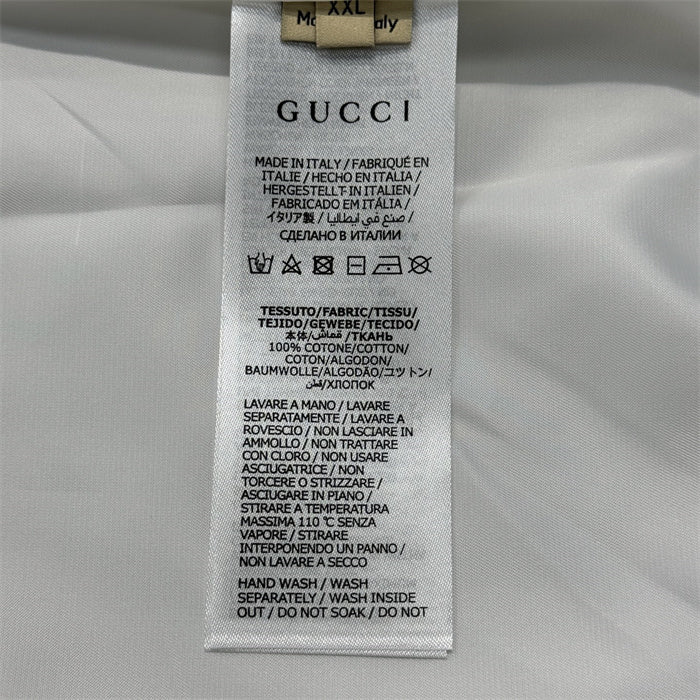 XXL
GUCCI
MADE IN ITALY / FABRIQUÉ EN
ITALIE / HECHO EN ITALIA /
HERGESTELLT IN ITALIEN /
FABRICADO EM ITÁLIA /
イタリア製 / صنع في ايطاليا /
СДЕЛАНО В ИТАЛИИ
TESSUTO/FABRIC/TISSU/
TEJIDO/GEWEBE/TECIDO/
本体/قماش/ТКАНЬ
100% COTONE/COTTON/
COTON/ALGODON/
BAUMWOLLE/ALGODÃO/コットン/
قطن/ХЛОПОК
LAVARE A MANO / LAVARE
SEPARATAMENTE / LAVARE A
ROVESCIO / NON LASCIARE IN
AMMOLLO / NON TRATTARE
CON CLORO / NON USARE
ASCIUGATRICE / NON
TORCERE O STRIZZARE /
ASCIUGARE IN PIANO /
STIRARE A TEMPERATURA
MASSIMA 110 ℃ SENZA
VAPORE / STIRARE
INTERPONENDO UN PANNO /
NON LAVARE A SECCO
HAND WASH / WASH
SEPARATELY / WASH INSIDE
OUT / DO NOT SOAK / DO NOT